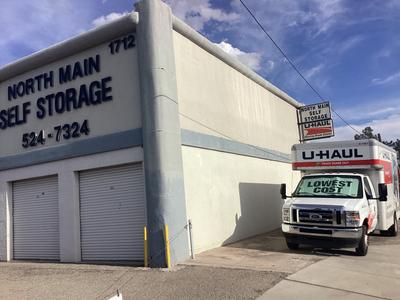 1712
NORTH MAIN
SELF STORAGE
524-7324
NORTH MAIN
SELF
STORAGE
U-HAUL
U-HAUL
LOWEST
COST